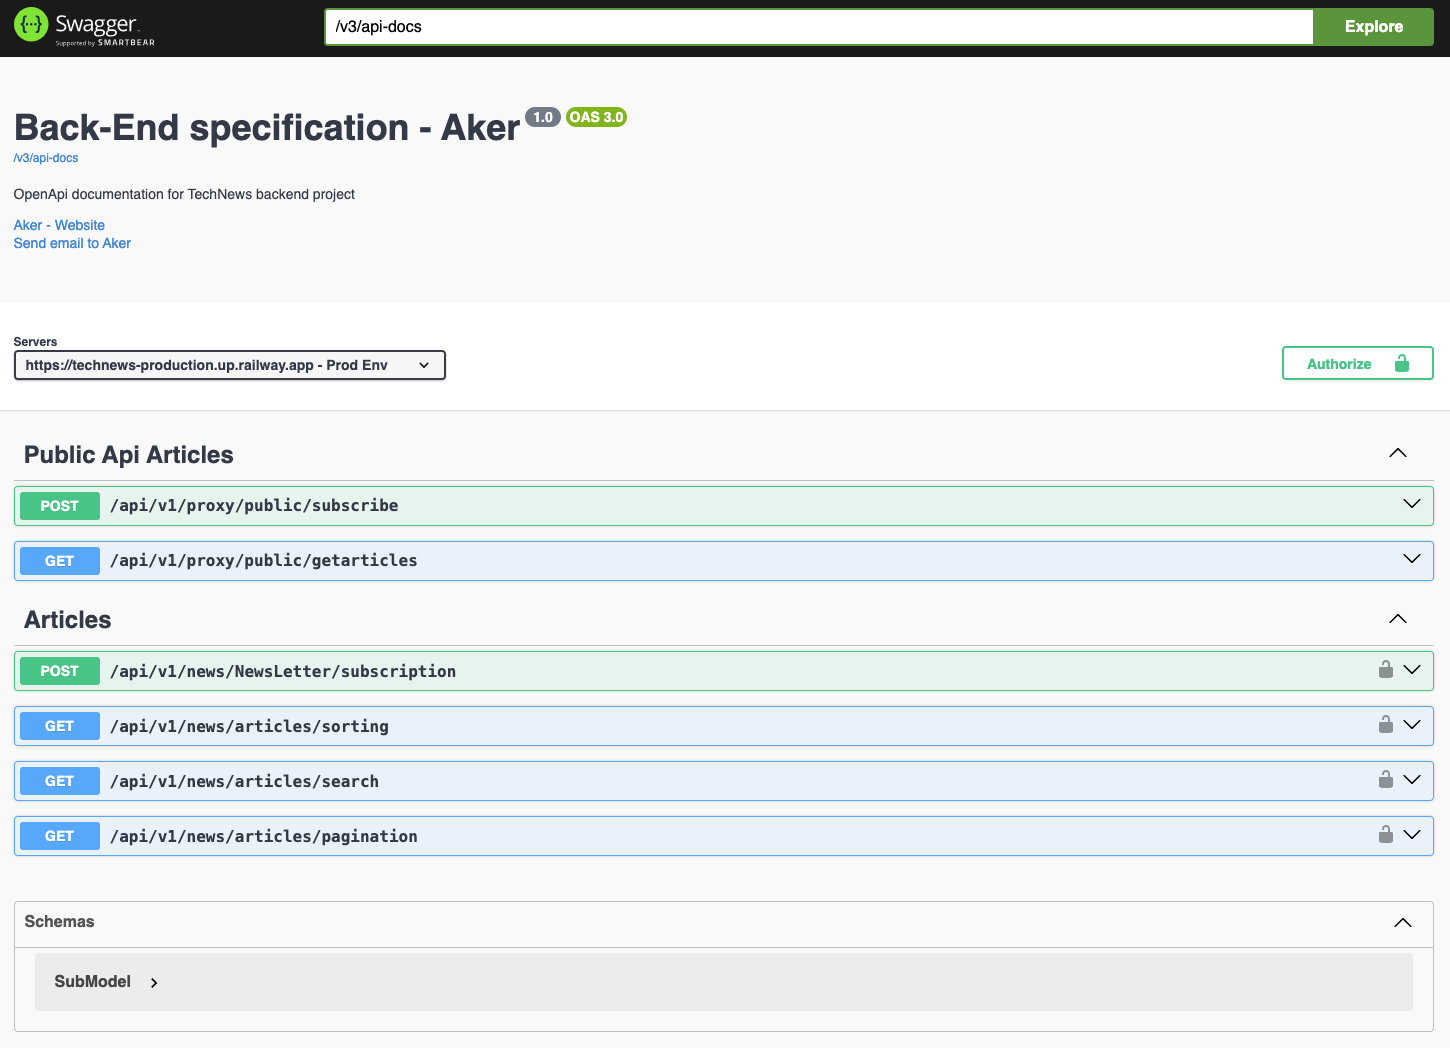 Swagger
Supported by SMARTBEAR
/v3/api-docs
Explore
Back-End specification - Aker 1.0 OAS 3.0
/v3/api-docs
OpenApi documentation for TechNews backend project
Aker - Website
Send email to Aker
Servers
https://technews-production.up.railway.app - Prod Env
Authorize
Public Api Articles
POST /api/v1/proxy/public/subscribe
GET /api/v1/proxy/public/getarticles
Articles
POST /api/v1/news/NewsLetter/subscription
GET /api/v1/news/articles/sorting
GET /api/v1/news/articles/search
GET /api/v1/news/articles/pagination
Schemas
SubModel